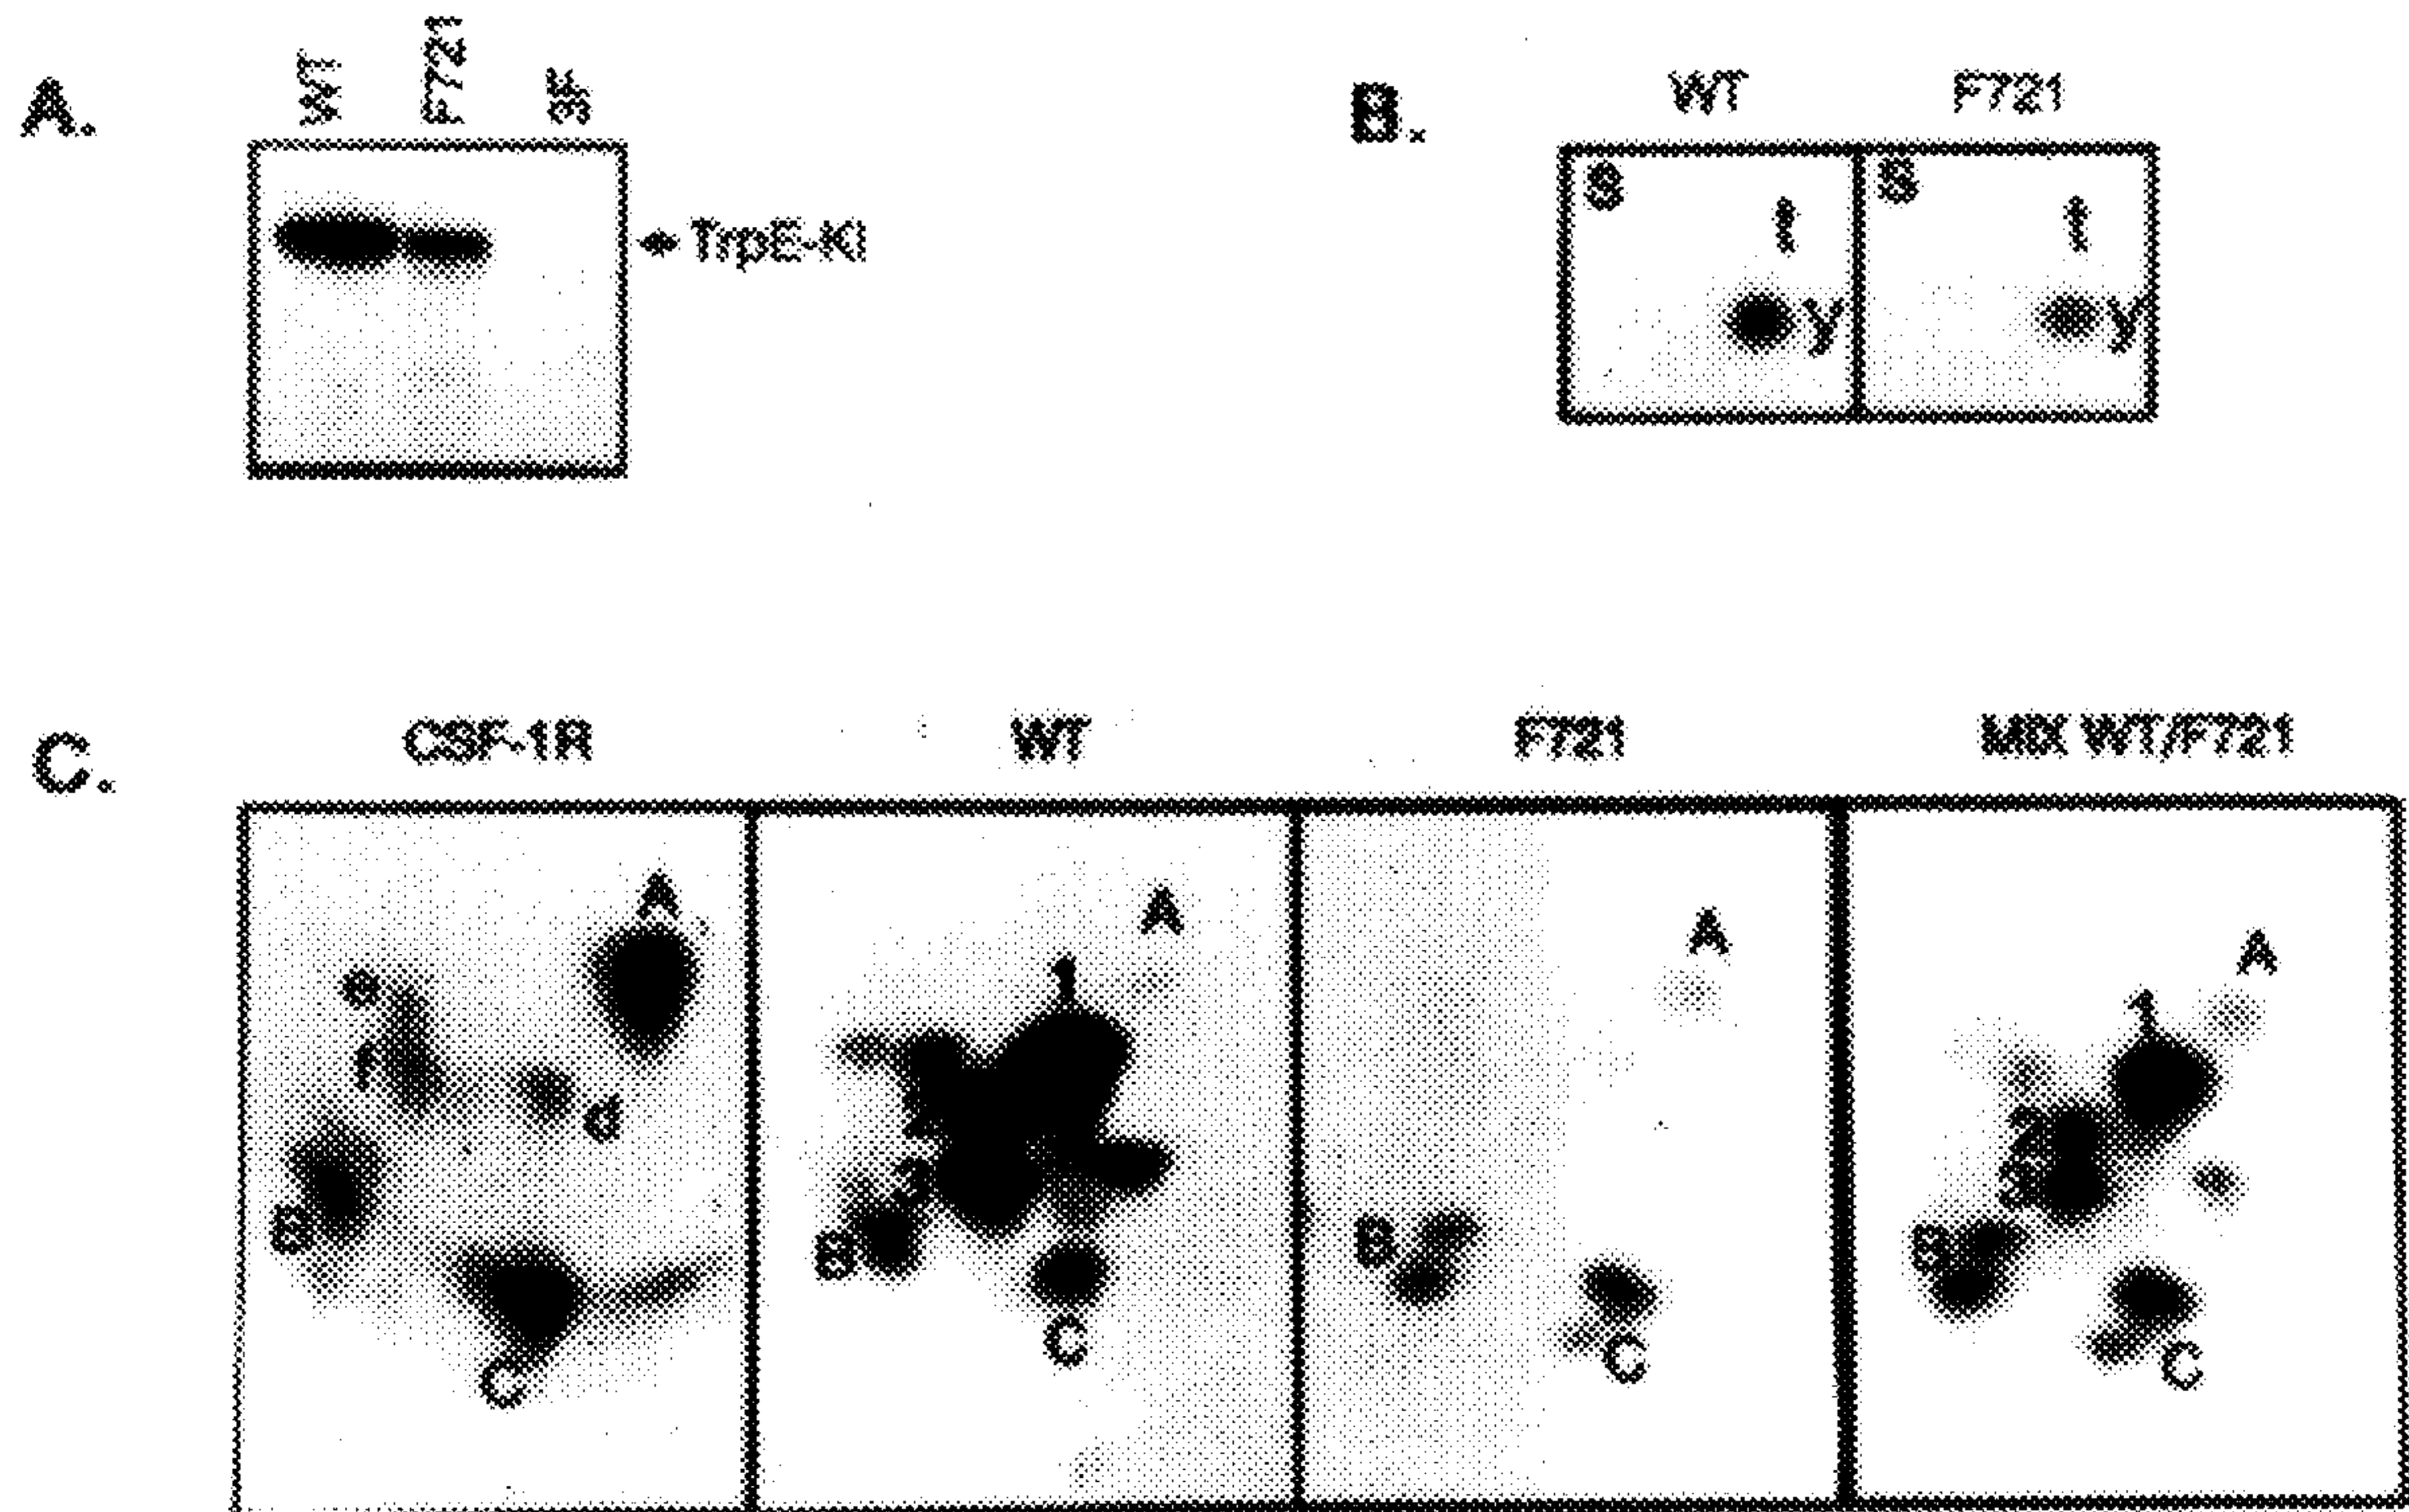 A.
WT F721 3F
TrpE-KI
B.
WT F721
S t y
S t y
C.
CSF-1R WT F721 MIX WT/F721
A e f d B C
A 1 2 3 B C
A B C
A 1 2 3 B C